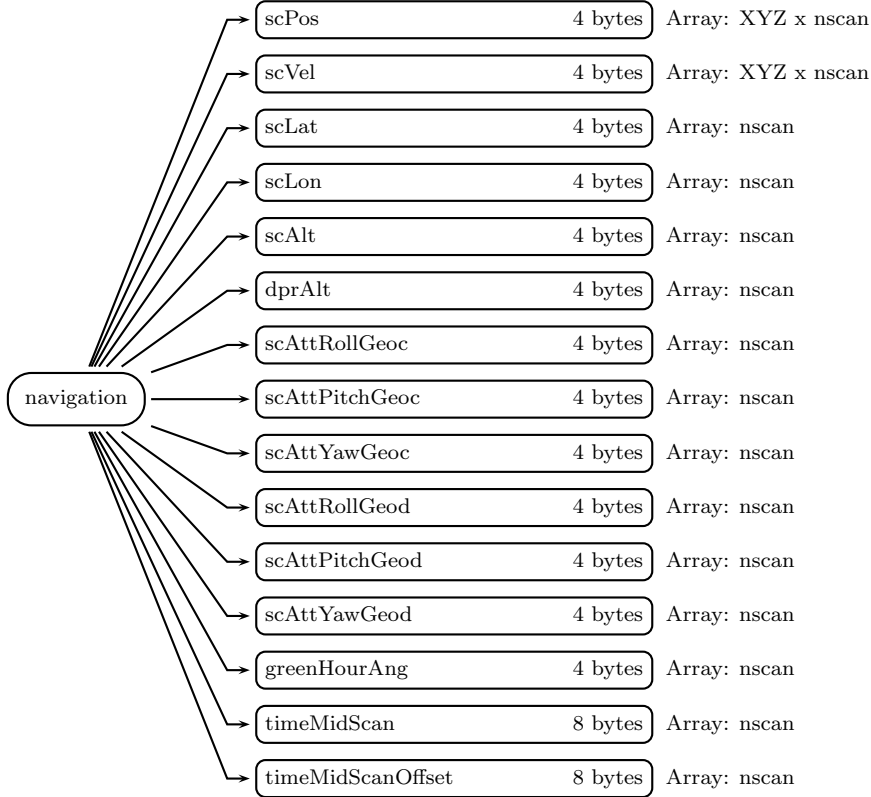 scPos 4 bytes Array: XYZ x nscan
scVel 4 bytes Array: XYZ x nscan
scLat 4 bytes Array: nscan
scLon 4 bytes Array: nscan
scAlt 4 bytes Array: nscan
dprAlt 4 bytes Array: nscan
scAttRollGeoc 4 bytes Array: nscan
navigation scAttPitchGeoc 4 bytes Array: nscan
scAttYawGeoc 4 bytes Array: nscan
scAttRollGeod 4 bytes Array: nscan
scAttPitchGeod 4 bytes Array: nscan
scAttYawGeod 4 bytes Array: nscan
greenHourAng 4 bytes Array: nscan
timeMidScan 8 bytes Array: nscan
timeMidScanOffset 8 bytes Array: nscan